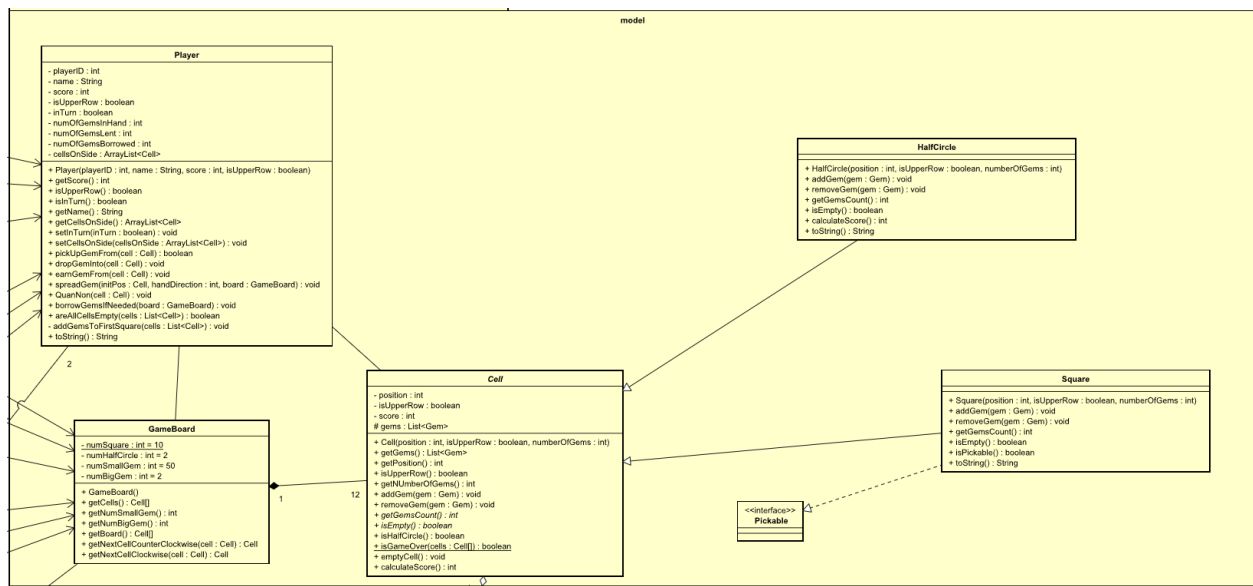 model
Player
- playerID : int
- name : String
- score : int
- isUpperRow : boolean
- inTurn : boolean
- numOfGemsInHand : int
- numOfGemsLent : int
- numOfGemsBorrowed : int
- cellsOnSide : ArrayList<Cell>
+ Player(playerID : int, name : String, score : int, isUpperRow : boolean)
+ getScore() : int
+ isUpperRow() : boolean
+ isInTurn() : boolean
+ getName() : String
+ getCellsOnSide() : ArrayList<Cell>
+ setInTurn(inTurn : boolean) : void
+ setCellsOnSide(cellsOnSide : ArrayList<Cell>) : void
+ pickUpGemFrom(cell : Cell) : boolean
+ dropGemInto(cell : Cell) : void
+ earnGemFrom(cell : Cell) : void
+ spreadGem(initPos : Cell, handDirection : int, board : GameBoard) : void
+ QuanNon(cell : Cell) : void
+ borrowGemsIfNeeded(board : GameBoard) : void
+ areAllCellsEmpty(cells : List<Cell>) : boolean
- addGemsToFirstSquare(cells : List<Cell>) : void
+ toString() : String
2
HalfCircle
+ HalfCircle(position : int, isUpperRow : boolean, numberOfGems : int)
+ addGem(gem : Gem) : void
+ removeGem(gem : Gem) : void
+ getGemsCount() : int
+ isEmpty() : boolean
+ calculateScore() : int
+ toString() : String
GameBoard
- numSquare : int = 10
- numHalfCircle : int = 2
- numSmallGem : int = 50
- numBigGem : int = 2
+ GameBoard()
+ getCells() : Cell[]
+ getNumSmallGem() : int
+ getNumBigGem() : int
+ getBoard() : Cell[]
+ getNextCellCounterClockwise(cell : Cell) : Cell
+ getNextCellClockwise(cell : Cell) : Cell
1
12
Cell
- position : int
- isUpperRow : boolean
- score : int
# gems : List<Gem>
+ Cell(position : int, isUpperRow : boolean, numberOfGems : int)
+ getGems() : List<Gem>
+ getPosition() : int
+ isUpperRow() : boolean
+ getNUmberOfGems() : int
+ addGem(gem : Gem) : void
+ removeGem(gem : Gem) : void
+ getGemsCount() : int
+ isEmpty() : boolean
+ isHalfCircle() : boolean
+ isGameOver(cells : Cell[]) : boolean
+ emptyCell() : void
+ calculateScore() : int
Square
+ Square(position : int, isUpperRow : boolean, numberOfGems : int)
+ addGem(gem : Gem) : void
+ removeGem(gem : Gem) : void
+ getGemsCount() : int
+ isEmpty() : boolean
+ isPickable() : boolean
+ toString() : String
<<interface>>
Pickable